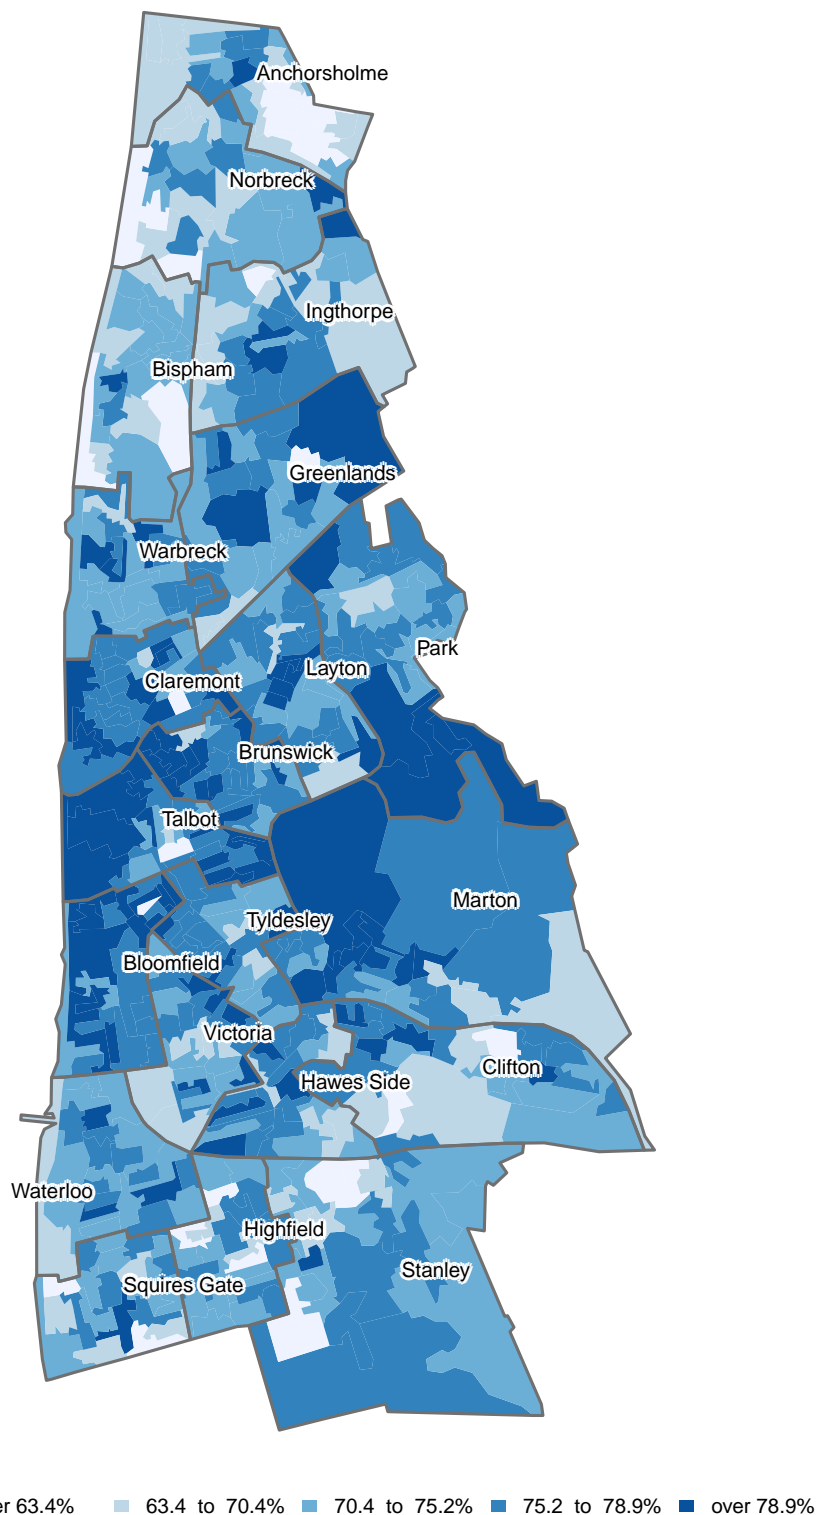 Anchorsholme
Norbreck
Ingthorpe
Bispham
Greenlands
Warbreck
Park
Layton
Claremont
Brunswick
Talbot
Marton
Tyldesley
Bloomfield
Victoria
Clifton
Hawes Side
Waterloo
Highfield
Stanley
Squires Gate
63.4% 63.4 to 70.4% 70.4 to 75.2% 75.2 to 78.9% over 78.9%